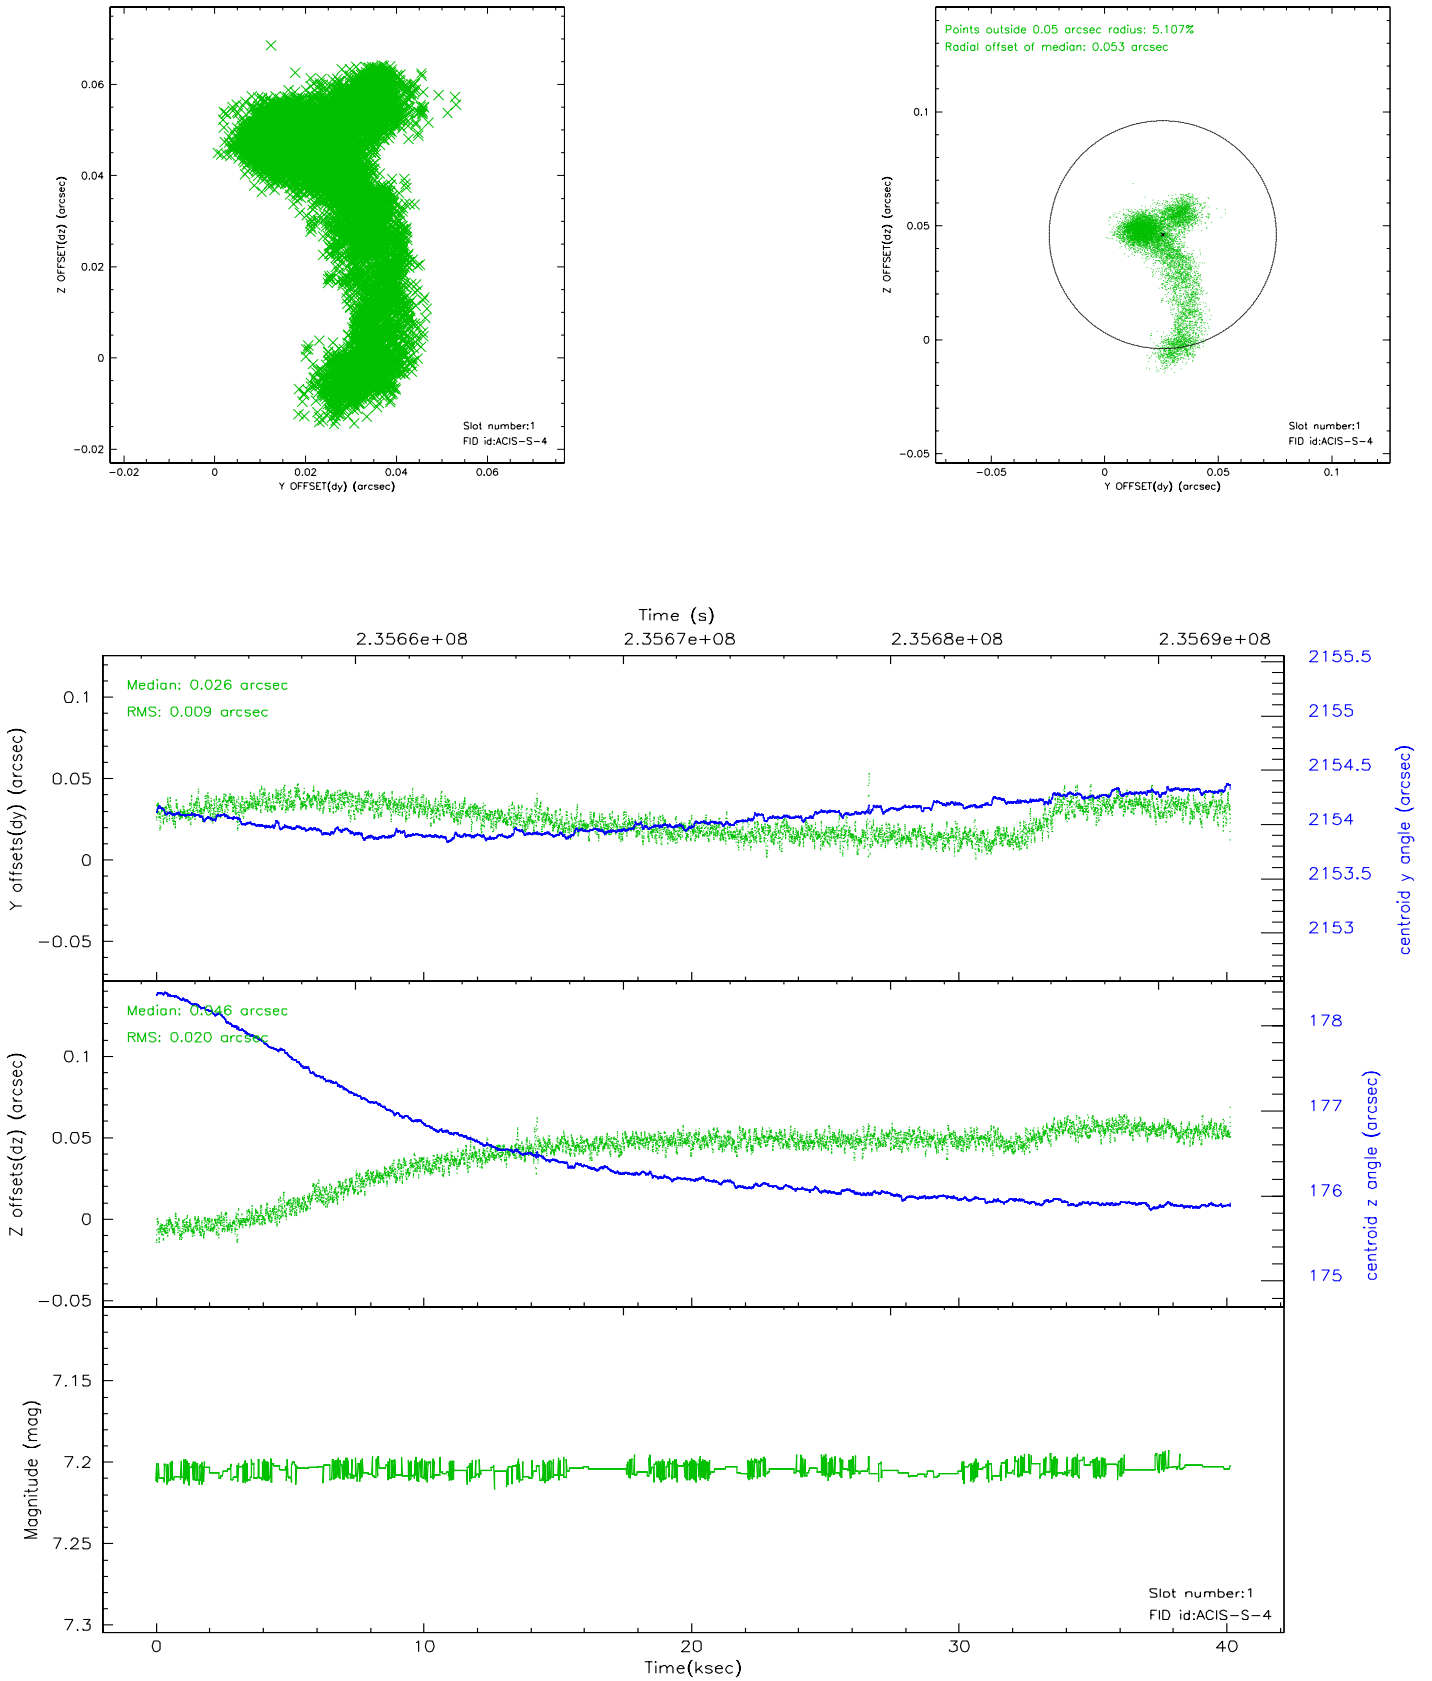 0.06
0.04
0.02
0
−0.02
−0.02
0
0.02
0.04
0.06
Z OFFSET(dz) (arcsec)
Y OFFSET(dy) (arcsec)
Slot number:1
FID id:ACIS−S−4
Points outside 0.05 arcsec radius: 5.107%
Radial offset of median: 0.053 arcsec
0.1
0.05
0
−0.05
−0.05
0
0.05
0.1
Z OFFSET(dz) (arcsec)
Y OFFSET(dy) (arcsec)
Slot number:1
FID id:ACIS−S−4
Time (s)
2.3566e+08
2.3567e+08
2.3568e+08
2.3569e+08
Median: 0.026 arcsec
RMS: 0.009 arcsec
0.1
0.05
0
−0.05
Y offsets(dy) (arcsec)
2155.5
2155
2154.5
2154
2153.5
2153
centroid y angle (arcsec)
Median: 0.046 arcsec
RMS: 0.020 arcsec
0.1
0.05
0
−0.05
Z offsets(dz) (arcsec)
178
177
176
175
centroid z angle (arcsec)
7.15
7.2
7.25
7.3
Magnitude (mag)
Slot number:1
FID id:ACIS−S−4
0
10
20
30
40
Time(ksec)